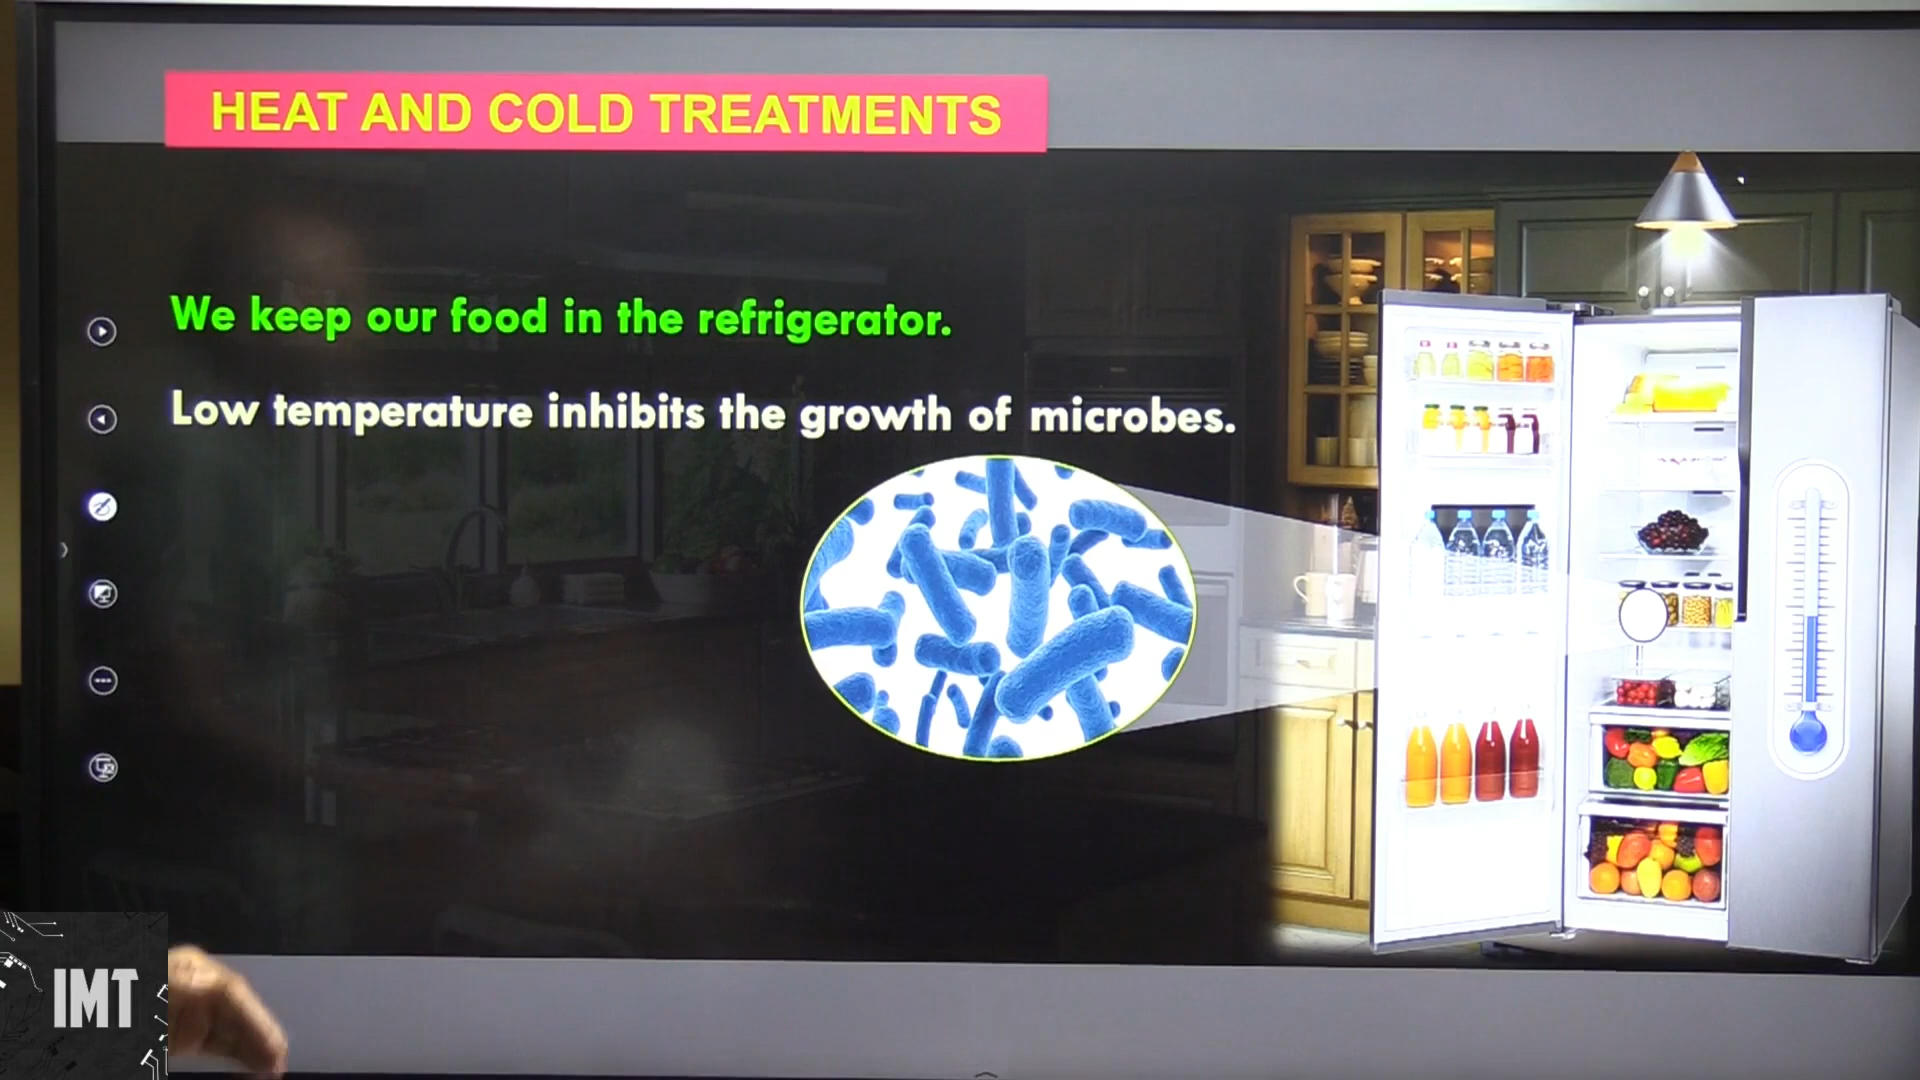 HEAT AND COLD TREATMENTS
We keep our food in the refrigerator.
Low temperature inhibits the growth of microbes.
IMT